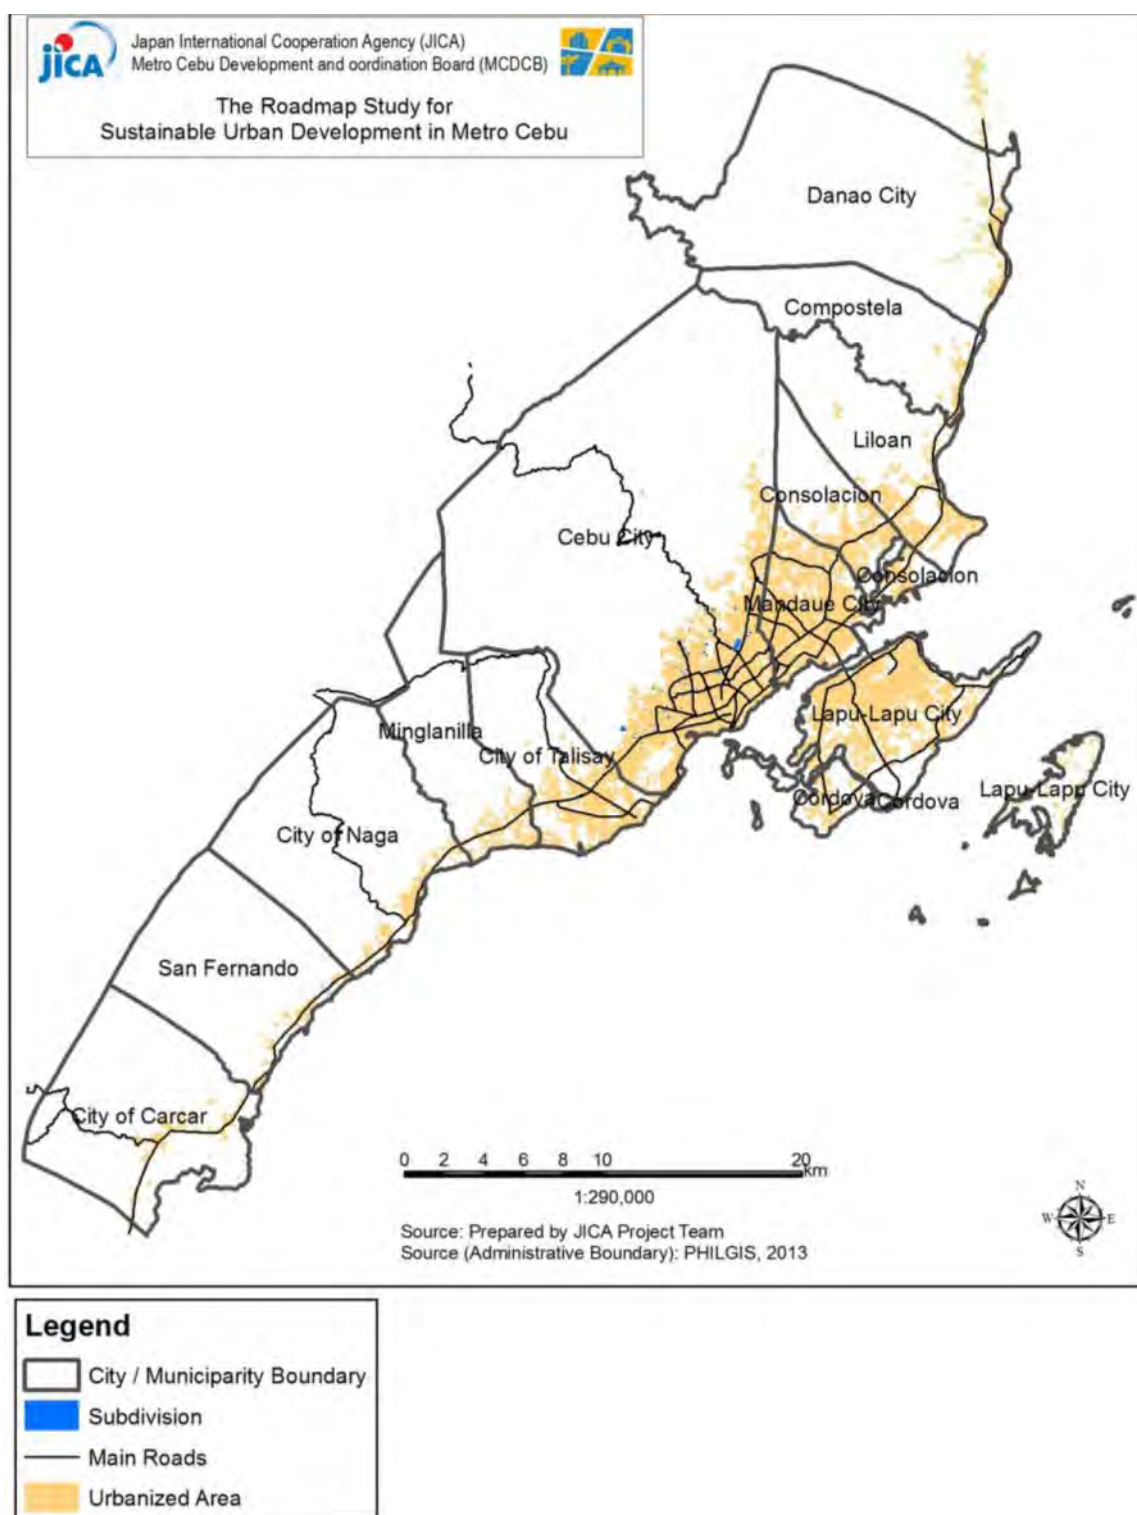 JICA
Japan International Cooperation Agency (JICA)
Metro Cebu Development and oordination Board (MCDCB)
The Roadmap Study for
Sustainable Urban Development in Metro Cebu
Danao City
Compostela
Liloan
Consolacion
Cebu City
Consolacion
Mandaue City
Lapu-Lapu City
Minglanilla
City of Talisay
Lapu-Lapu City
Cordova
Cordova
City of Naga
San Fernando
City of Carcar
0 2 4 6 8 10 20
km
1:290,000
N
W E
S
Source: Prepared by JICA Project Team
Source (Administrative Boundary): PHILGIS, 2013
Legend
City / Municiparity Boundary
Subdivision
Main Roads
Urbanized Area